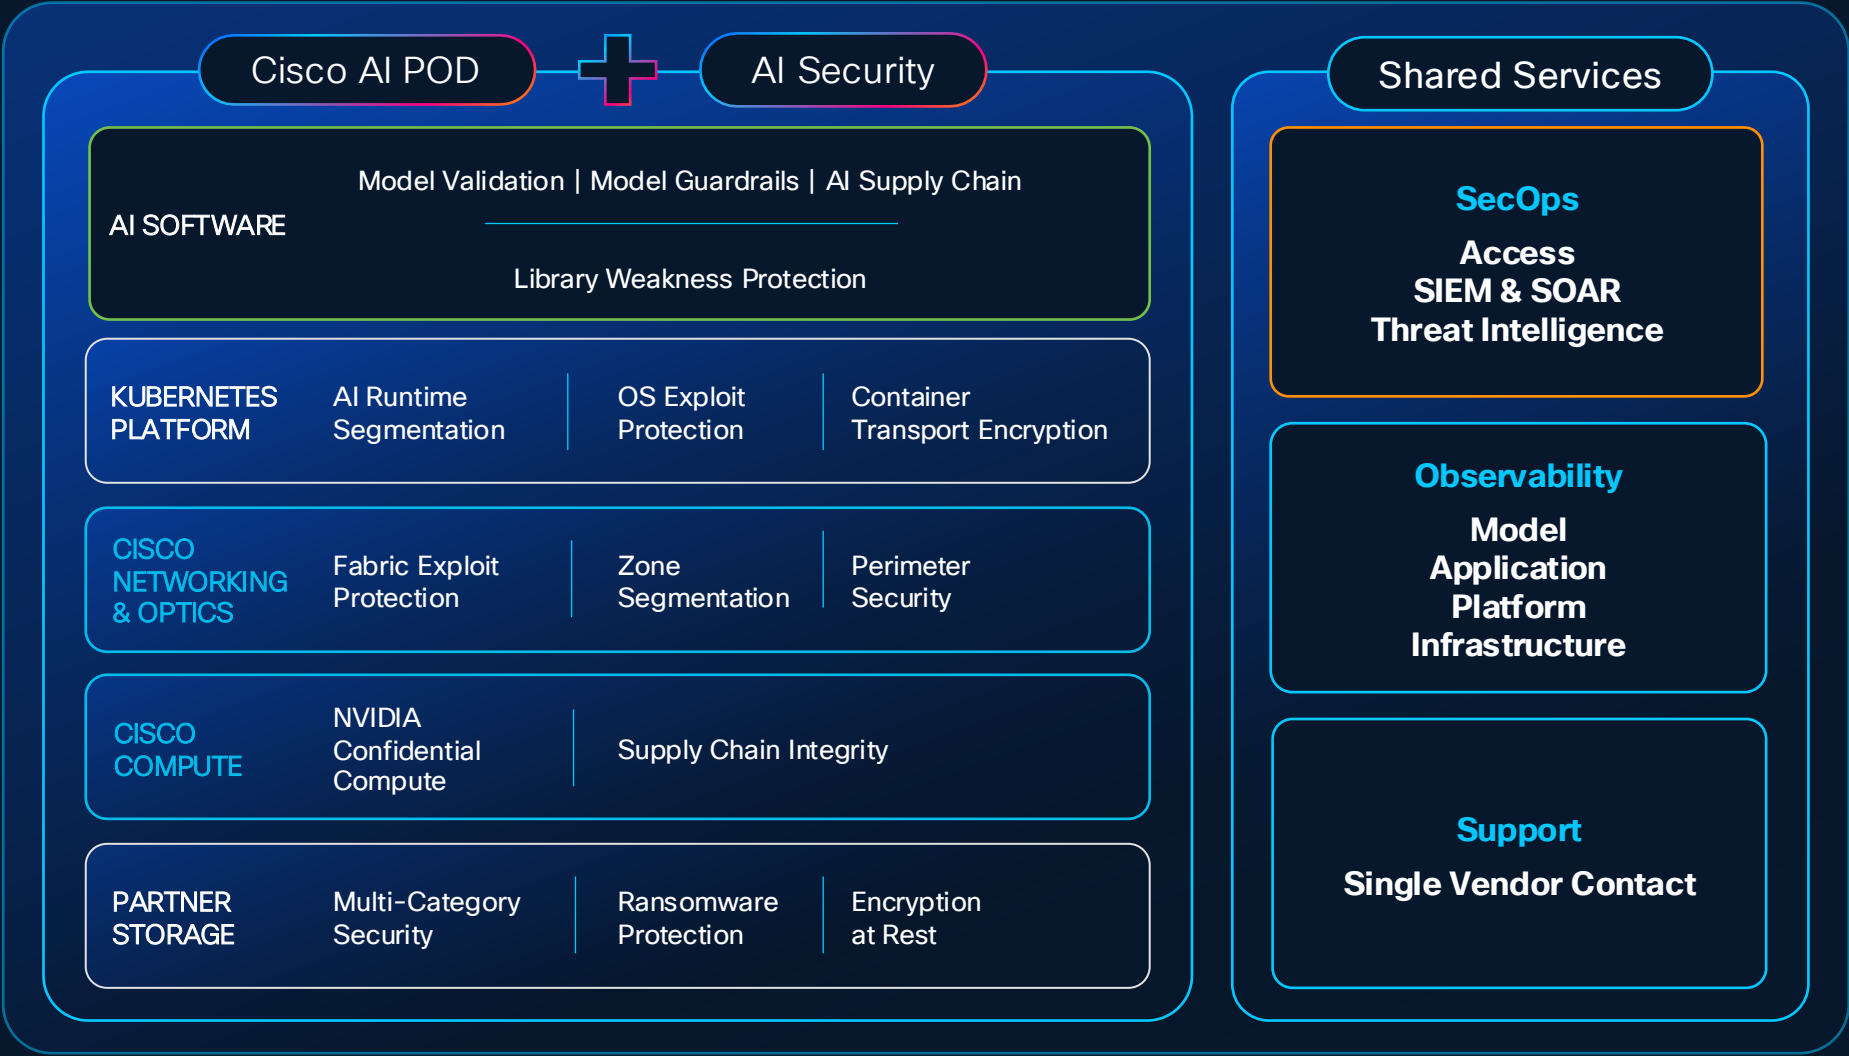 Cisco AI POD
AI Security
AI SOFTWARE
Model Validation | Model Guardrails | AI Supply Chain
Library Weakness Protection
KUBERNETES
PLATFORM
AI Runtime
Segmentation
OS Exploit
Protection
Container
Transport Encryption
CISCO
NETWORKING
& OPTICS
Fabric Exploit
Protection
Zone
Segmentation
Perimeter
Security
CISCO
COMPUTE
NVIDIA
Confidential
Compute
Supply Chain Integrity
PARTNER
STORAGE
Multi-Category
Security
Ransomware
Protection
Encryption
at Rest
Shared Services
SecOps
Access
SIEM & SOAR
Threat Intelligence
Observability
Model
Application
Platform
Infrastructure
Support
Single Vendor Contact